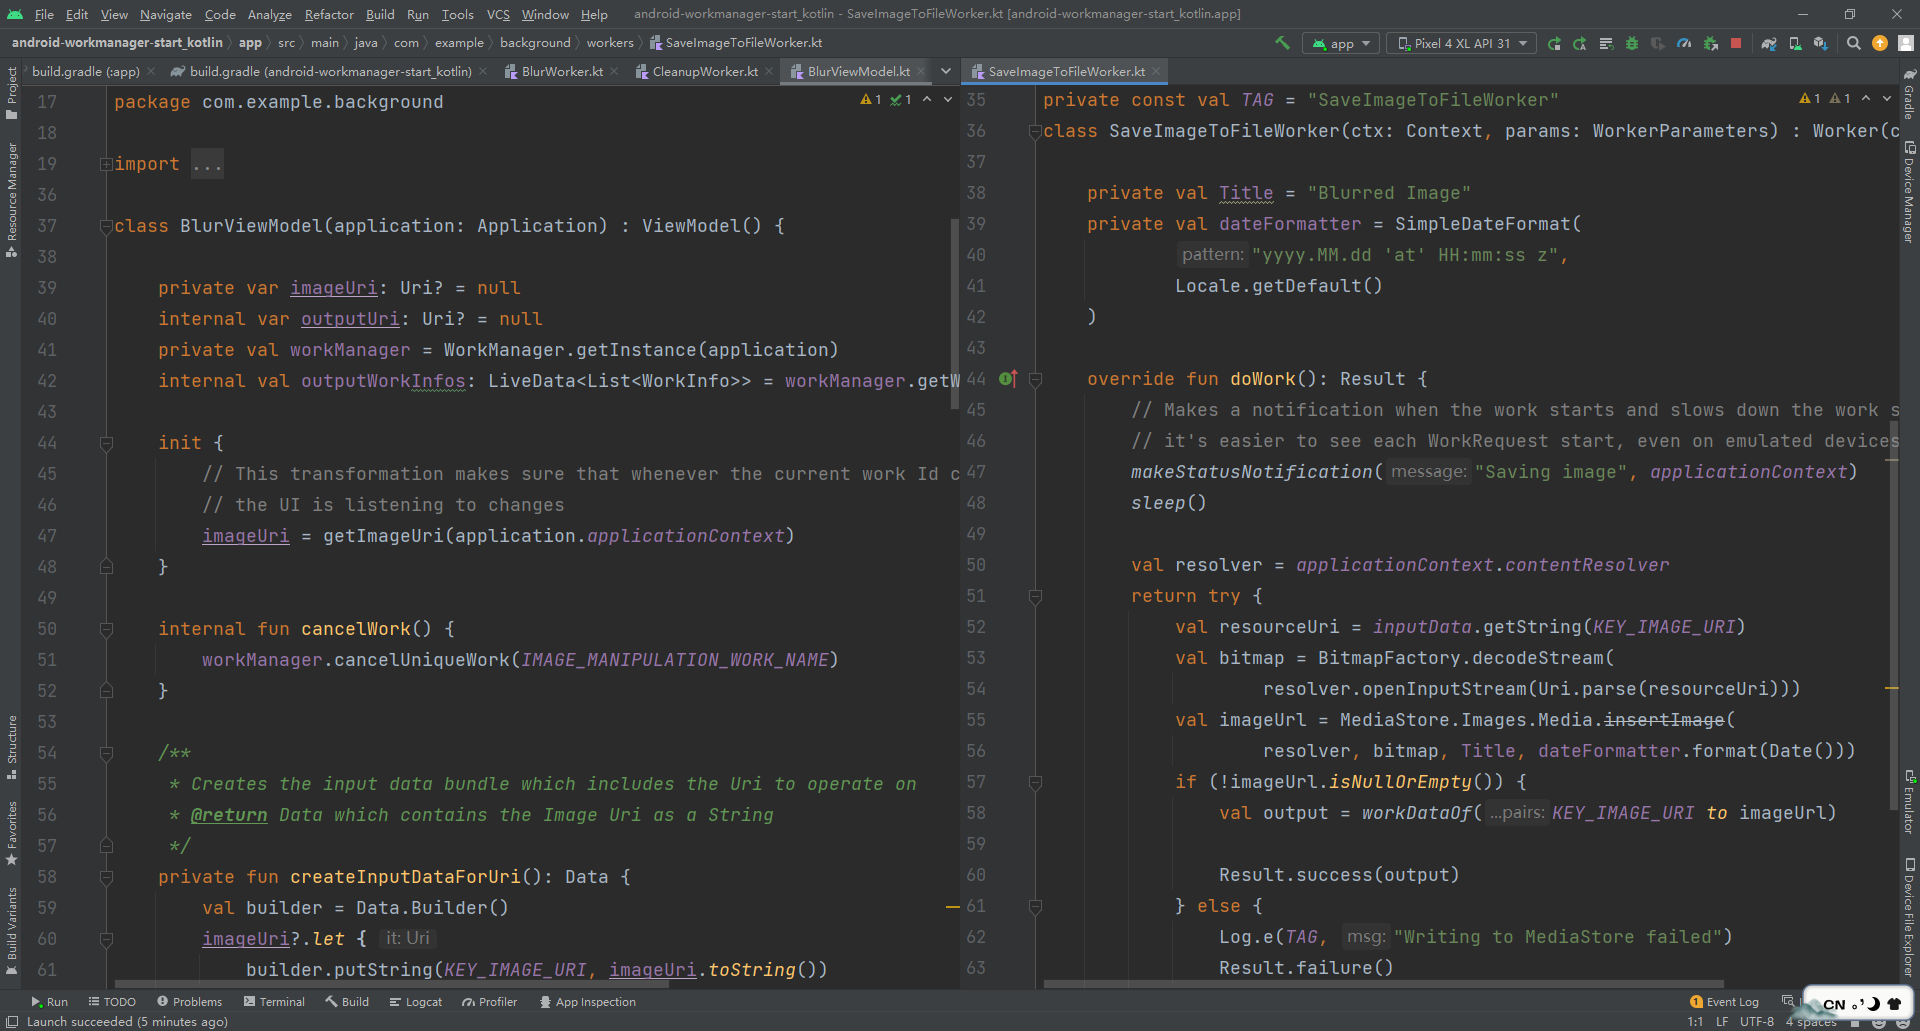 File Edit View Navigate Code Analyze Refactor Build Run Tools VCS Window Help android-workmanager-start_kotlin - SaveImageToFileWorker.kt [android-workmanager-start_kotlin.app]
android-workmanager-start_kotlin app src main java com example background workers SaveImageToFileWorker.kt app Pixel 4 XL API 31
build.gradle (:app) build.gradle (android-workmanager-start_kotlin) BlurWorker.kt CleanupWorker.kt BlurViewModel.kt SaveImageToFileWorker.kt
Project
Resource Manager
Structure
Favorites
Build Variants
17 package com.example.background
18
19 import ...
36
37 class BlurViewModel(application: Application) : ViewModel() {
38
39 private var imageUri: Uri? = null
40 internal var outputUri: Uri? = null
41 private val workManager = WorkManager.getInstance(application)
42 internal val outputWorkInfos: LiveData<List<WorkInfo>> = workManager.getW
43
44 init {
45 // This transformation makes sure that whenever the current work Id c
46 // the UI is listening to changes
47 imageUri = getImageUri(application.applicationContext)
48 }
49
50 internal fun cancelWork() {
51 workManager.cancelUniqueWork(IMAGE_MANIPULATION_WORK_NAME)
52 }
53
54 /**
55 * Creates the input data bundle which includes the Uri to operate on
56 * @return Data which contains the Image Uri as a String
57 */
58 private fun createInputDataForUri(): Data {
59 val builder = Data.Builder()
60 imageUri?.let { it: Uri
61 builder.putString(KEY_IMAGE_URI, imageUri.toString())
1 1
35 private const val TAG = "SaveImageToFileWorker"
36 class SaveImageToFileWorker(ctx: Context, params: WorkerParameters) : Worker(c
37
38 private val Title = "Blurred Image"
39 private val dateFormatter = SimpleDateFormat(
40 pattern: "yyyy.MM.dd 'at' HH:mm:ss z",
41 Locale.getDefault()
42 )
43
44 override fun doWork(): Result {
45 // Makes a notification when the work starts and slows down the work s
46 // it's easier to see each WorkRequest start, even on emulated devices
47 makeStatusNotification( message: "Saving image", applicationContext)
48 sleep()
49
50 val resolver = applicationContext.contentResolver
51 return try {
52 val resourceUri = inputData.getString(KEY_IMAGE_URI)
53 val bitmap = BitmapFactory.decodeStream(
54 resolver.openInputStream(Uri.parse(resourceUri)))
55 val imageUrl = MediaStore.Images.Media.insertImage(
56 resolver, bitmap, Title, dateFormatter.format(Date()))
57 if (!imageUrl.isNullOrEmpty()) {
58 val output = workDataOf( ...pairs: KEY_IMAGE_URI to imageUrl)
59
60 Result.success(output)
61 } else {
62 Log.e(TAG, msg: "Writing to MediaStore failed")
63 Result.failure()
1 1
Gradle
Device Manager
Emulator
Device File Explorer
Run TODO Problems Terminal Build Logcat Profiler App Inspection 1 Event Log
CN
Launch succeeded (5 minutes ago) 1:1 LF UTF-8 4 spaces